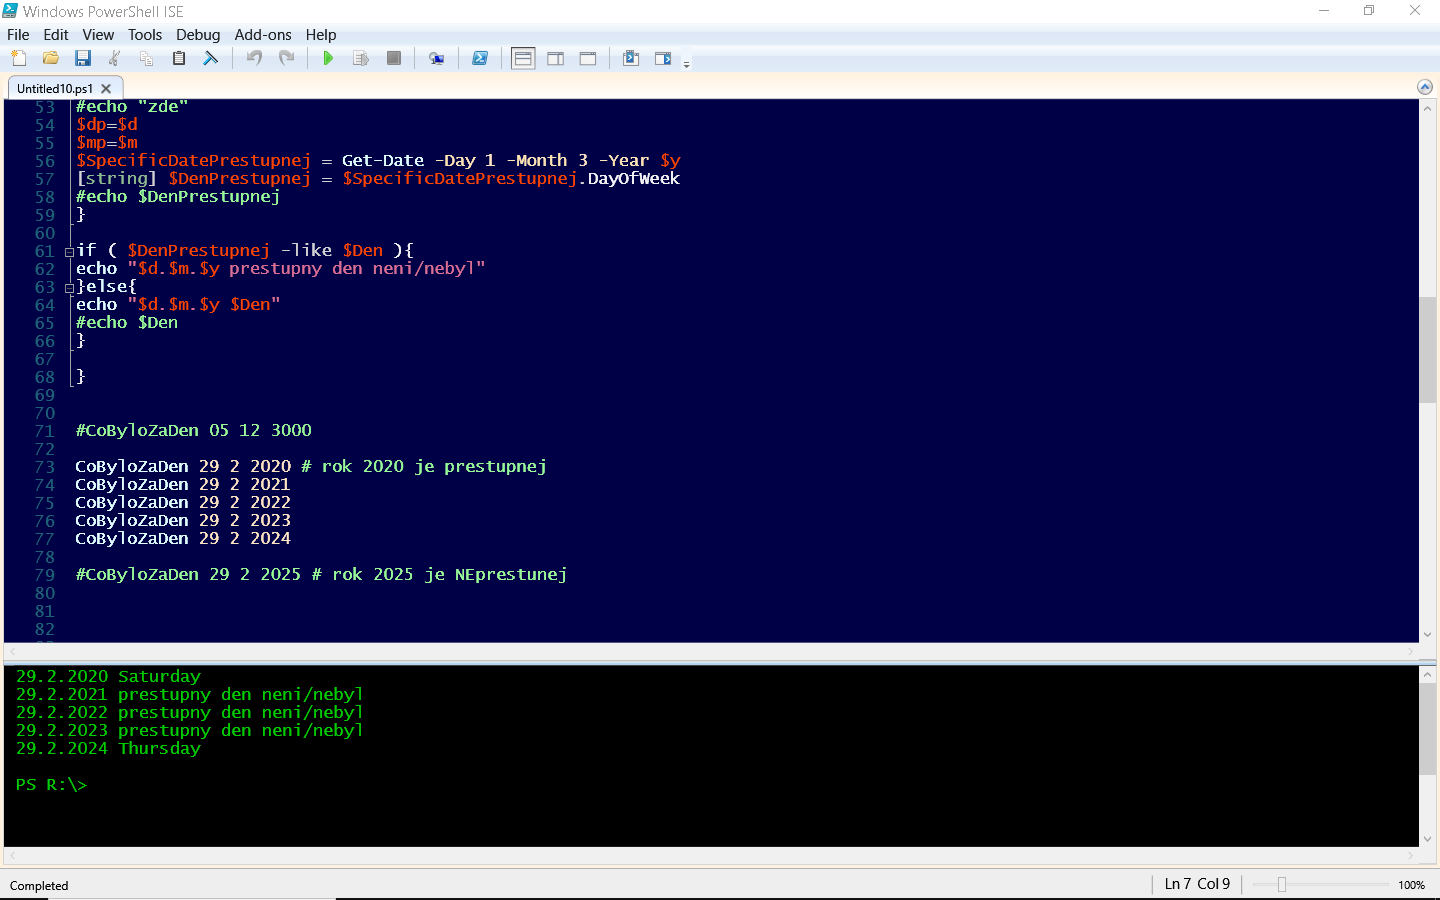 Windows PowerShell ISE
File Edit View Tools Debug Add-ons Help
Untitled10.ps1
53 #echo "zde"
54 $dp=$d
55 $mp=$m
56 $SpecificDatePrestupnej = Get-Date -Day 1 -Month 3 -Year $y
57 [string] $DenPrestupnej = $SpecificDatePrestupnej.DayOfWeek
58 #echo $DenPrestupnej
59 }
60
61 if ( $DenPrestupnej -like $Den ){
62 echo "$d.$m.$y prestupny den neni/nebyl"
63 }else{
64 echo "$d.$m.$y $Den"
65 #echo $Den
66 }
67
68 }
69
70
71 #CoByloZaDen 05 12 3000
72
73 CoByloZaDen 29 2 2020 # rok 2020 je prestupnej
74 CoByloZaDen 29 2 2021
75 CoByloZaDen 29 2 2022
76 CoByloZaDen 29 2 2023
77 CoByloZaDen 29 2 2024
78
79 #CoByloZaDen 29 2 2025 # rok 2025 je NEprestunej
80
81
82
29.2.2020 Saturday
29.2.2021 prestupny den neni/nebyl
29.2.2022 prestupny den neni/nebyl
29.2.2023 prestupny den neni/nebyl
29.2.2024 Thursday
PS R:\>
Completed Ln 7 Col 9 100%